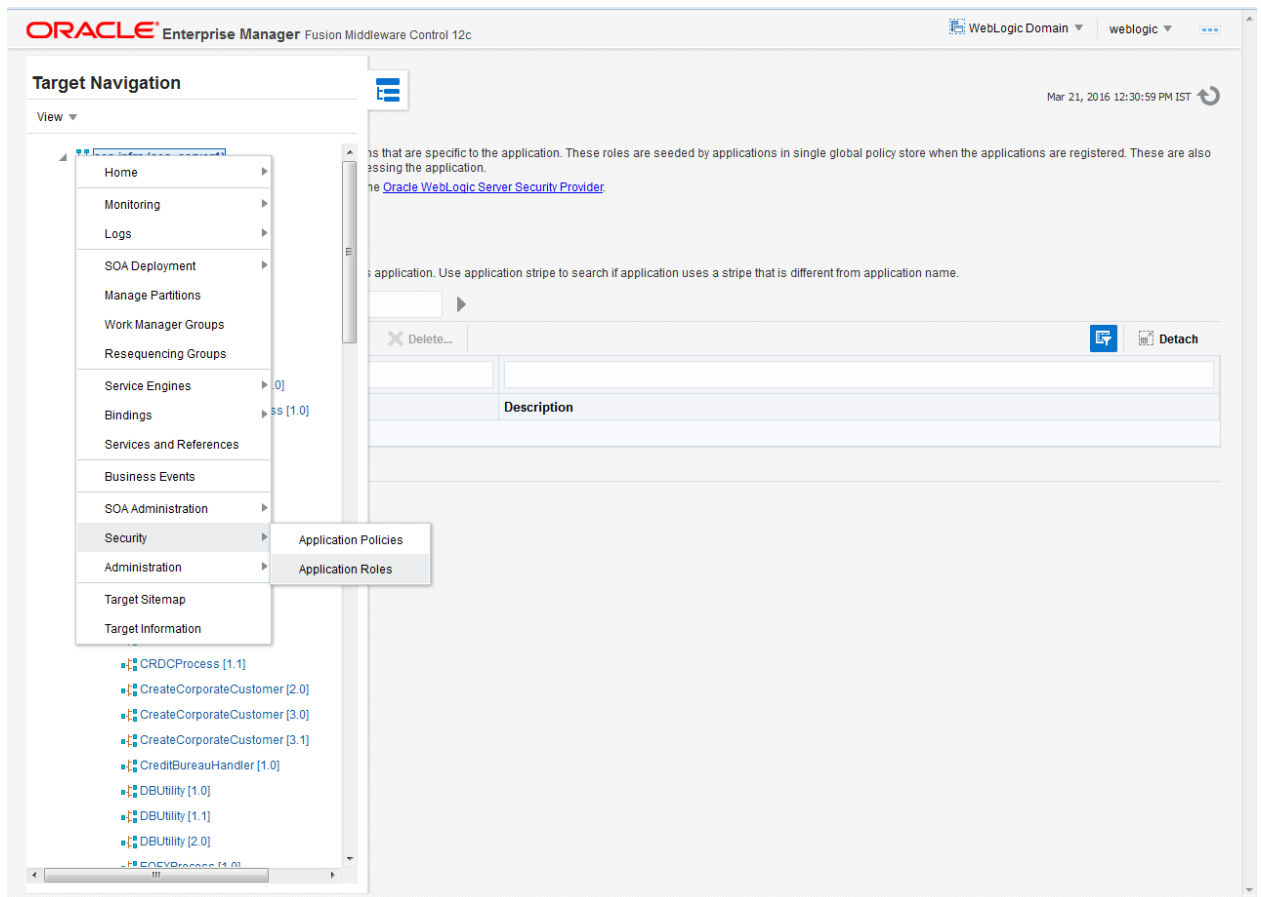 ORACLE Enterprise Manager Fusion Middleware Control 12c
WebLogic Domain
weblogic
Target Navigation
View
Mar 21, 2016 12:30:59 PM IST
Home
Monitoring
Logs
SOA Deployment
Manage Partitions
Work Manager Groups
Resequencing Groups
Service Engines
Bindings
Services and References
Business Events
SOA Administration
Security
Administration
Target Sitemap
Target Information
Application Policies
Application Roles
.0]
ss [1.0]
CRDCProcess [1.1]
CreateCorporateCustomer [2.0]
CreateCorporateCustomer [3.0]
CreateCorporateCustomer [3.1]
CreditBureauHandler [1.0]
DBUtility [1.0]
DBUtility [1.1]
DBUtility [2.0]
ns that are specific to the application. These roles are seeded by applications in single global policy store when the applications are registered. These are also
essing the application.
he Oracle WebLogic Server Security Provider.
s application. Use application stripe to search if application uses a stripe that is different from application name.
Delete...
Detach
Description